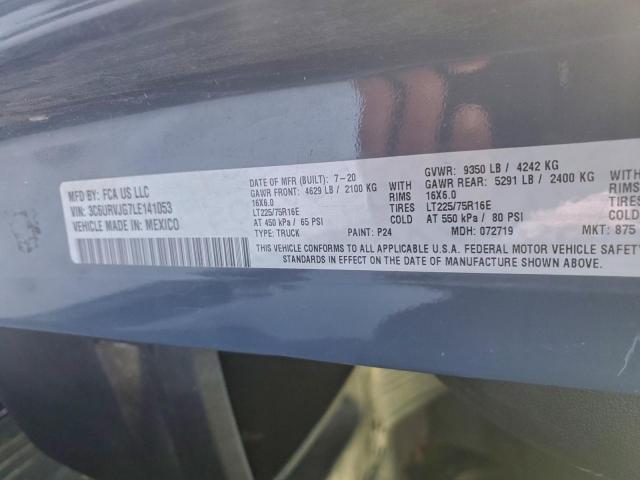 MFD BY: FCA US LLC
VIN: 3C6URVJG7LE141053
VEHICLE MADE IN: MEXICO
DATE OF MFR (BUILT): 7-20
GAWR FRONT: 4629 LB / 2100 KG
WITH 16X6.0
RIMS
TIRES LT225/75R16E
COLD AT 450 kPa / 65 PSI
TYPE: TRUCK PAINT: P24
GVWR: 9350 LB / 4242 KG
GAWR REAR: 5291 LB / 2400 KG
WITH 16X6.0
RIMS
TIRES LT225/75R16E
COLD AT 550 kPa / 80 PSI
MDH: 072719 MKT: 875
THIS VEHICLE CONFORMS TO ALL APPLICABLE U.S.A. FEDERAL MOTOR VEHICLE SAFETY
STANDARDS IN EFFECT ON THE DATE OF MANUFACTURE SHOWN ABOVE.